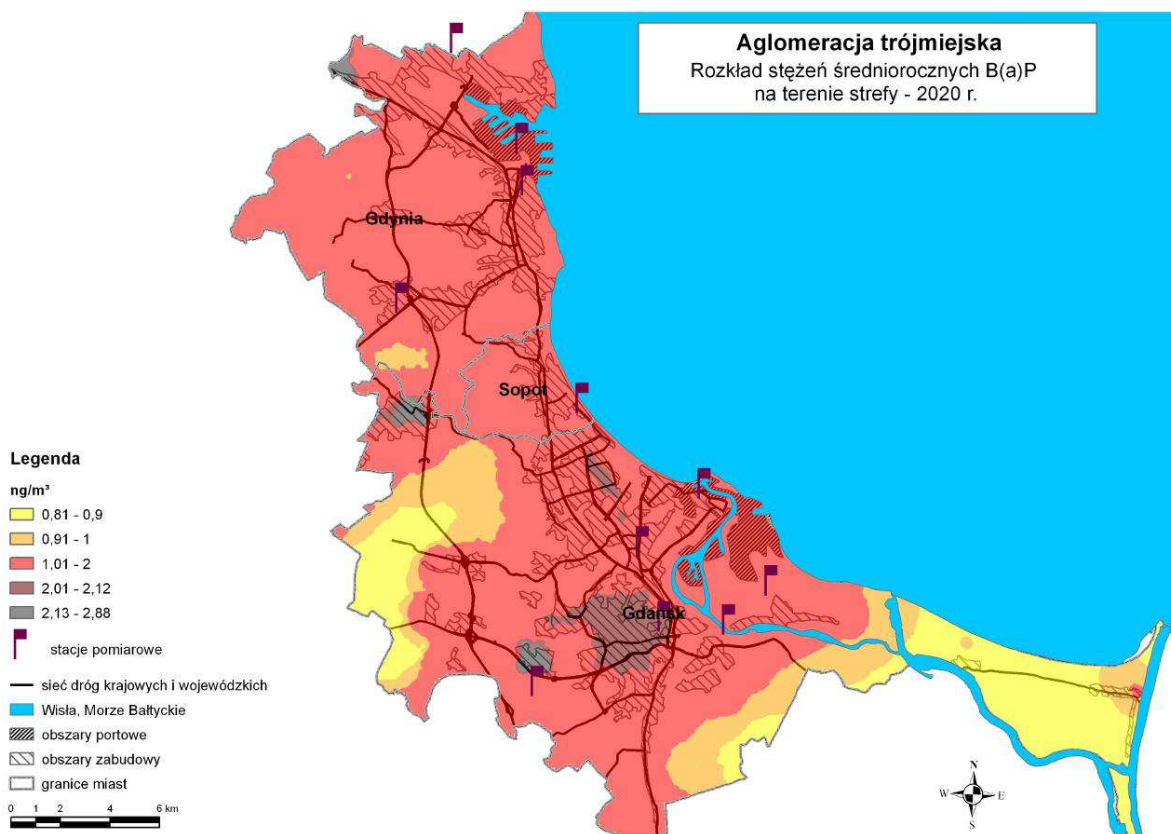 Aglomeracja trójmiejska
Rozkład stężeń średniorocznych B(a)P
na terenie strefy - 2020 r.
Gdynia
Sopot
Gdańsk
Legenda
ng/m³
0,81 - 0,9
0,91 - 1
1,01 - 2
2,01 - 2,12
2,13 - 2,88
stacje pomiarowe
sieć dróg krajowych i wojewódzkich
Wisła, Morze Bałtyckie
obszary portowe
obszary zabudowy
granice miast
0 1 2 4 6 km
N
W E
S